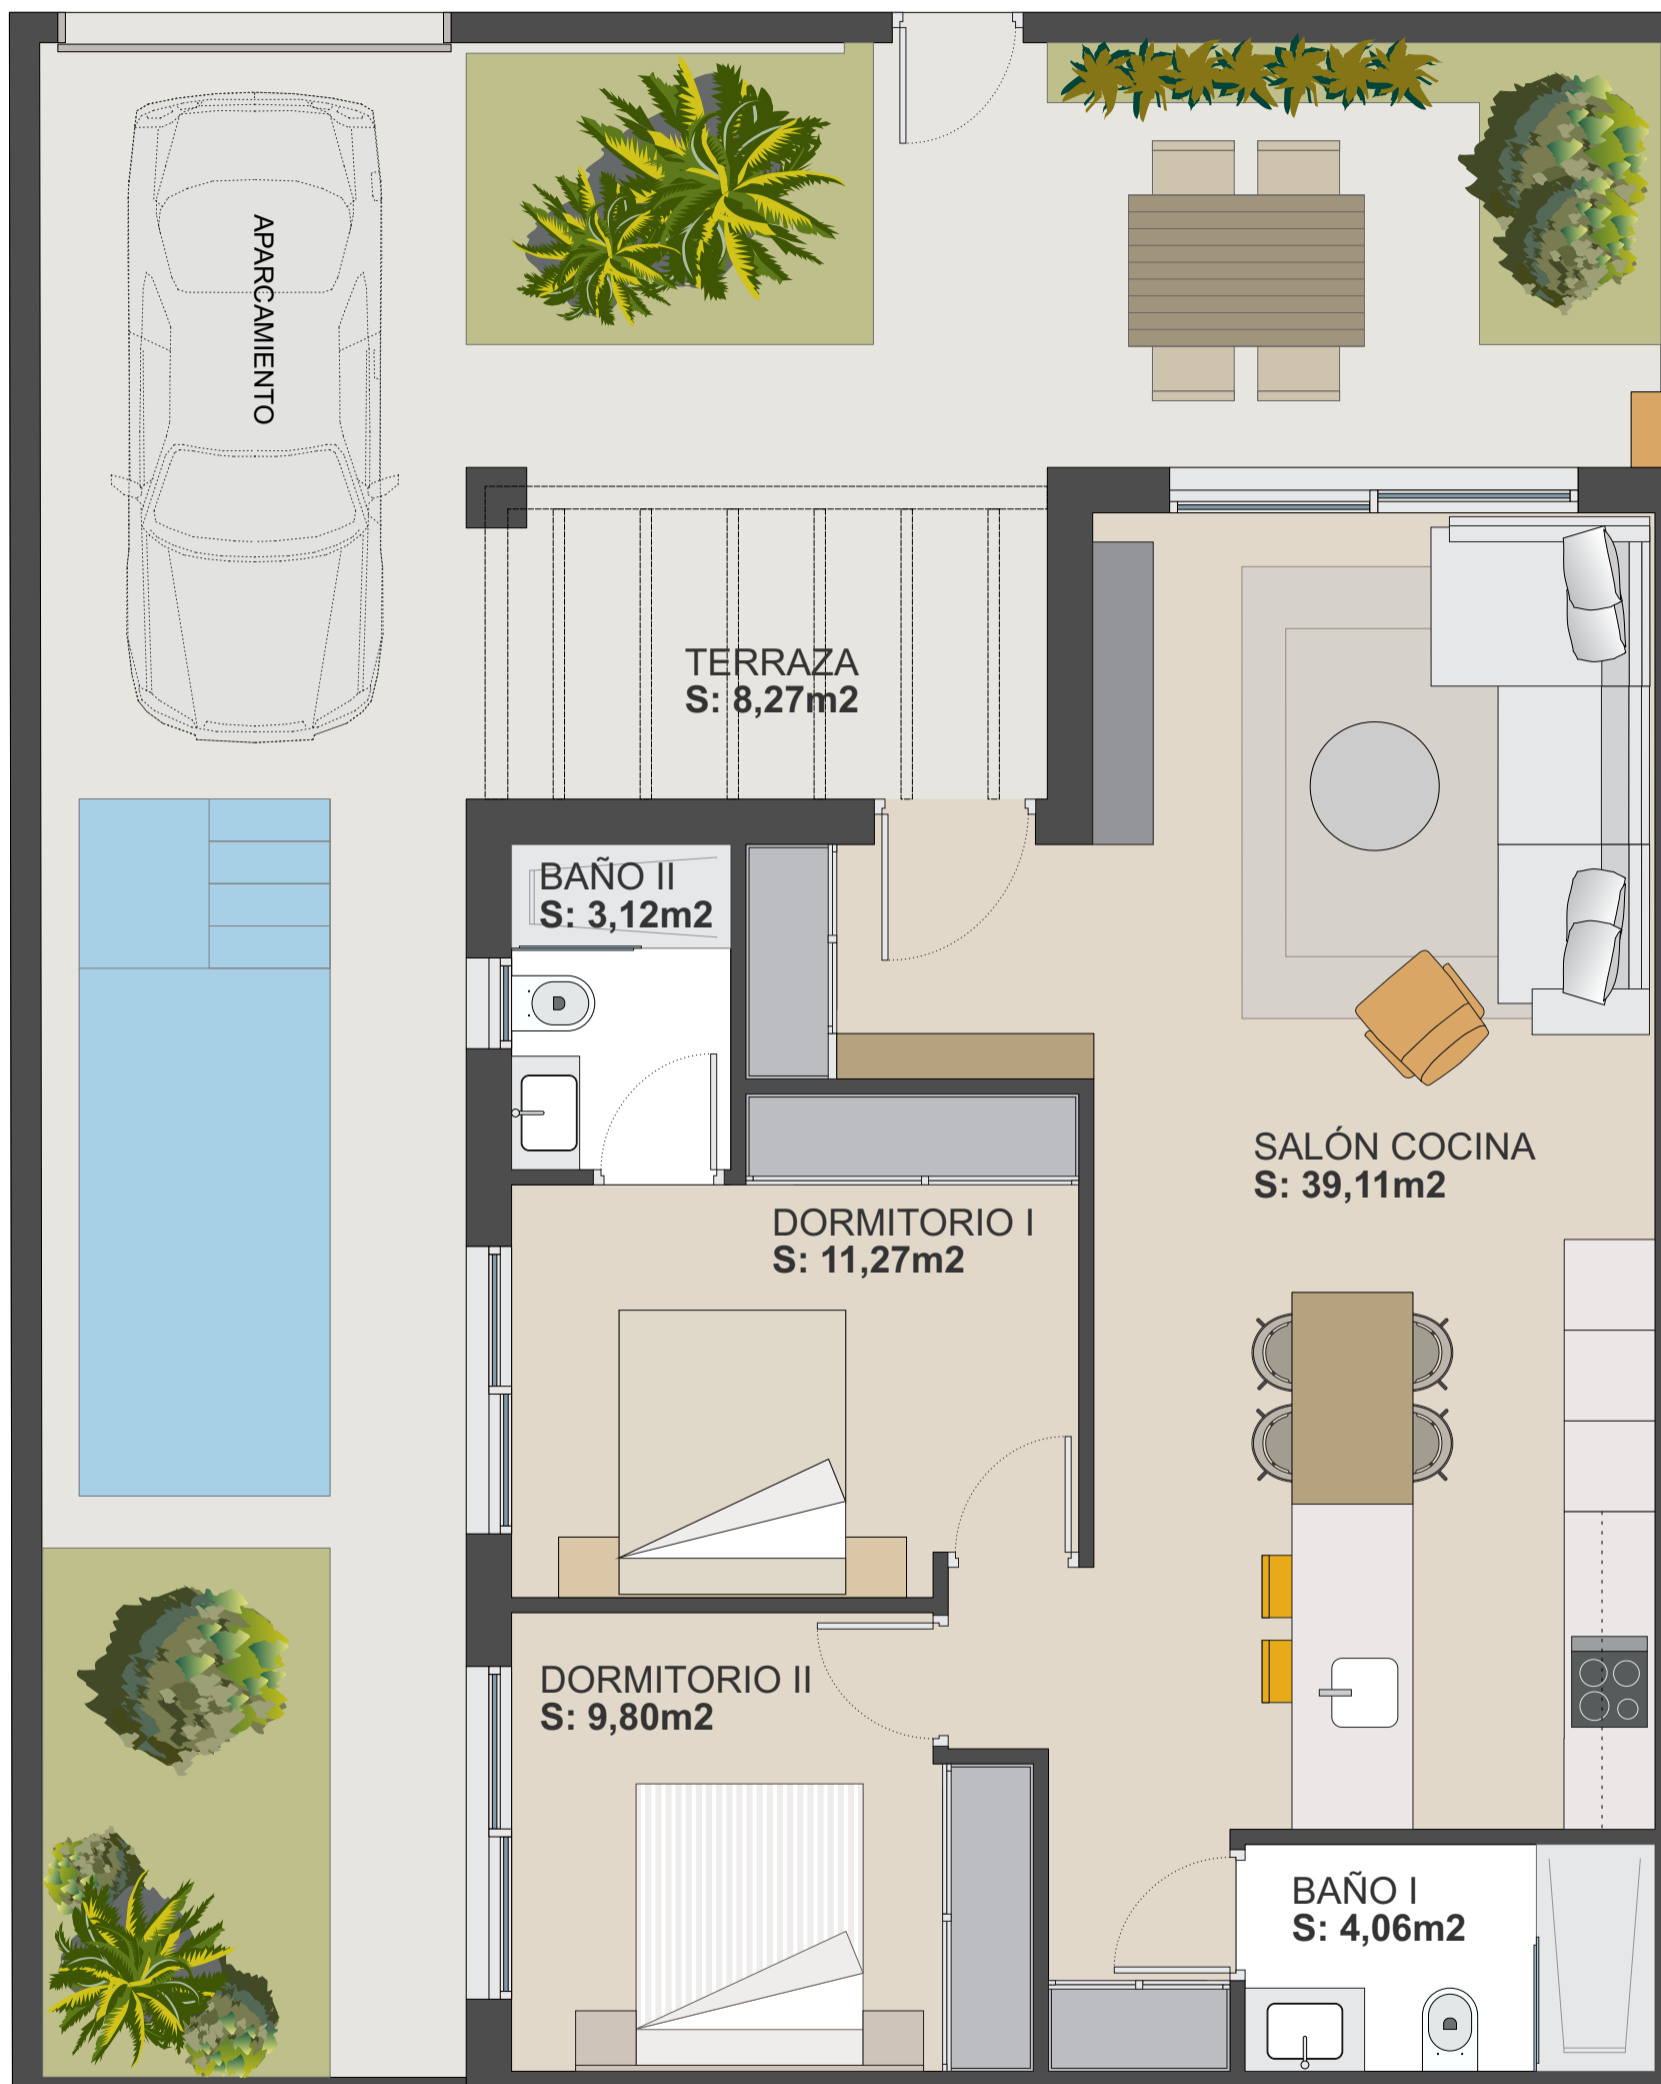 APARCAMIENTO
TERRAZA
S: 8,27m2
BAÑO II
S: 3,12m2
SALÓN COCINA
S: 39,11m2
DORMITORIO I
S: 11,27m2
DORMITORIO II
S: 9,80m2
BAÑO I
S: 4,06m2